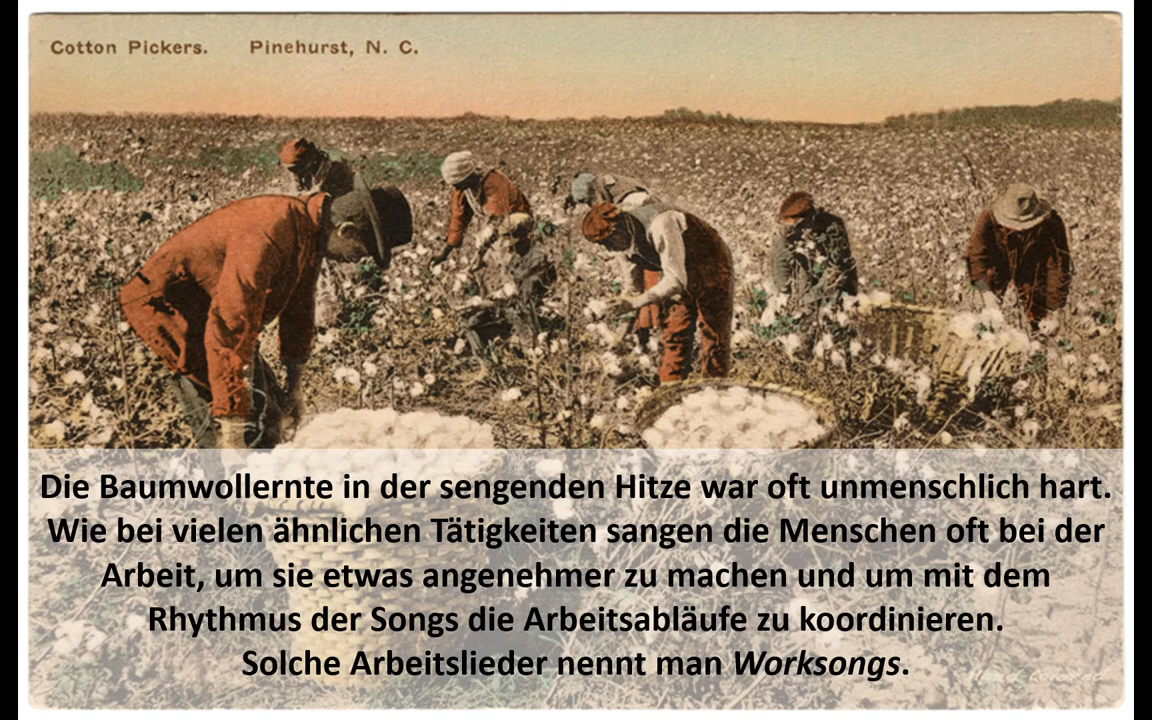 Cotton Pickers. Pinehurst, N. C.
Die Baumwollernte in der sengenden Hitze war oft unmenschlich hart.
Wie bei vielen ähnlichen Tätigkeiten sangen die Menschen oft bei der
Arbeit, um sie etwas angenehmer zu machen und um mit dem
Rhythmus der Songs die Arbeitsabläufe zu koordinieren.
Solche Arbeitslieder nennt man Worksongs.